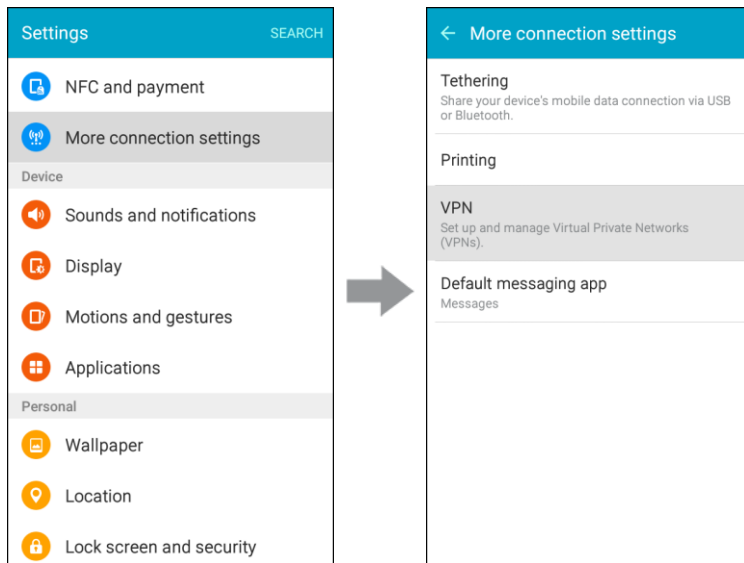 Settings
SEARCH
NFC and payment
More connection settings
Device
Sounds and notifications
Display
Motions and gestures
Applications
Personal
Wallpaper
Location
Lock screen and security
More connection settings
Tethering
Share your device's mobile data connection via USB
or Bluetooth.
Printing
VPN
Set up and manage Virtual Private Networks
(VPNs).
Default messaging app
Messages